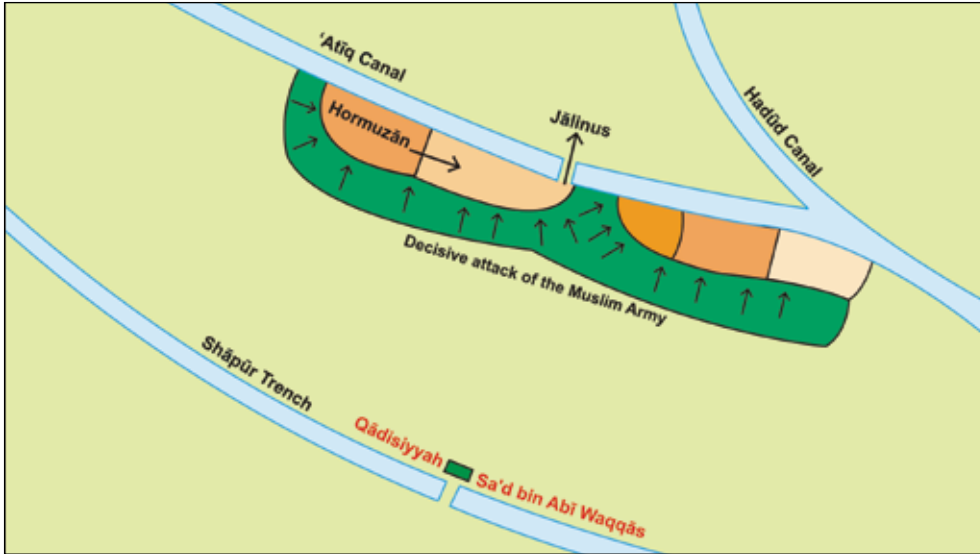 ‘Atīq Canal
Hadūd Canal
Jālinus
Hormuzān
Decisive attack of the Muslim Army
Shāpūr Trench
Qādisiyyah
Sa'd bin Abī Waqqās